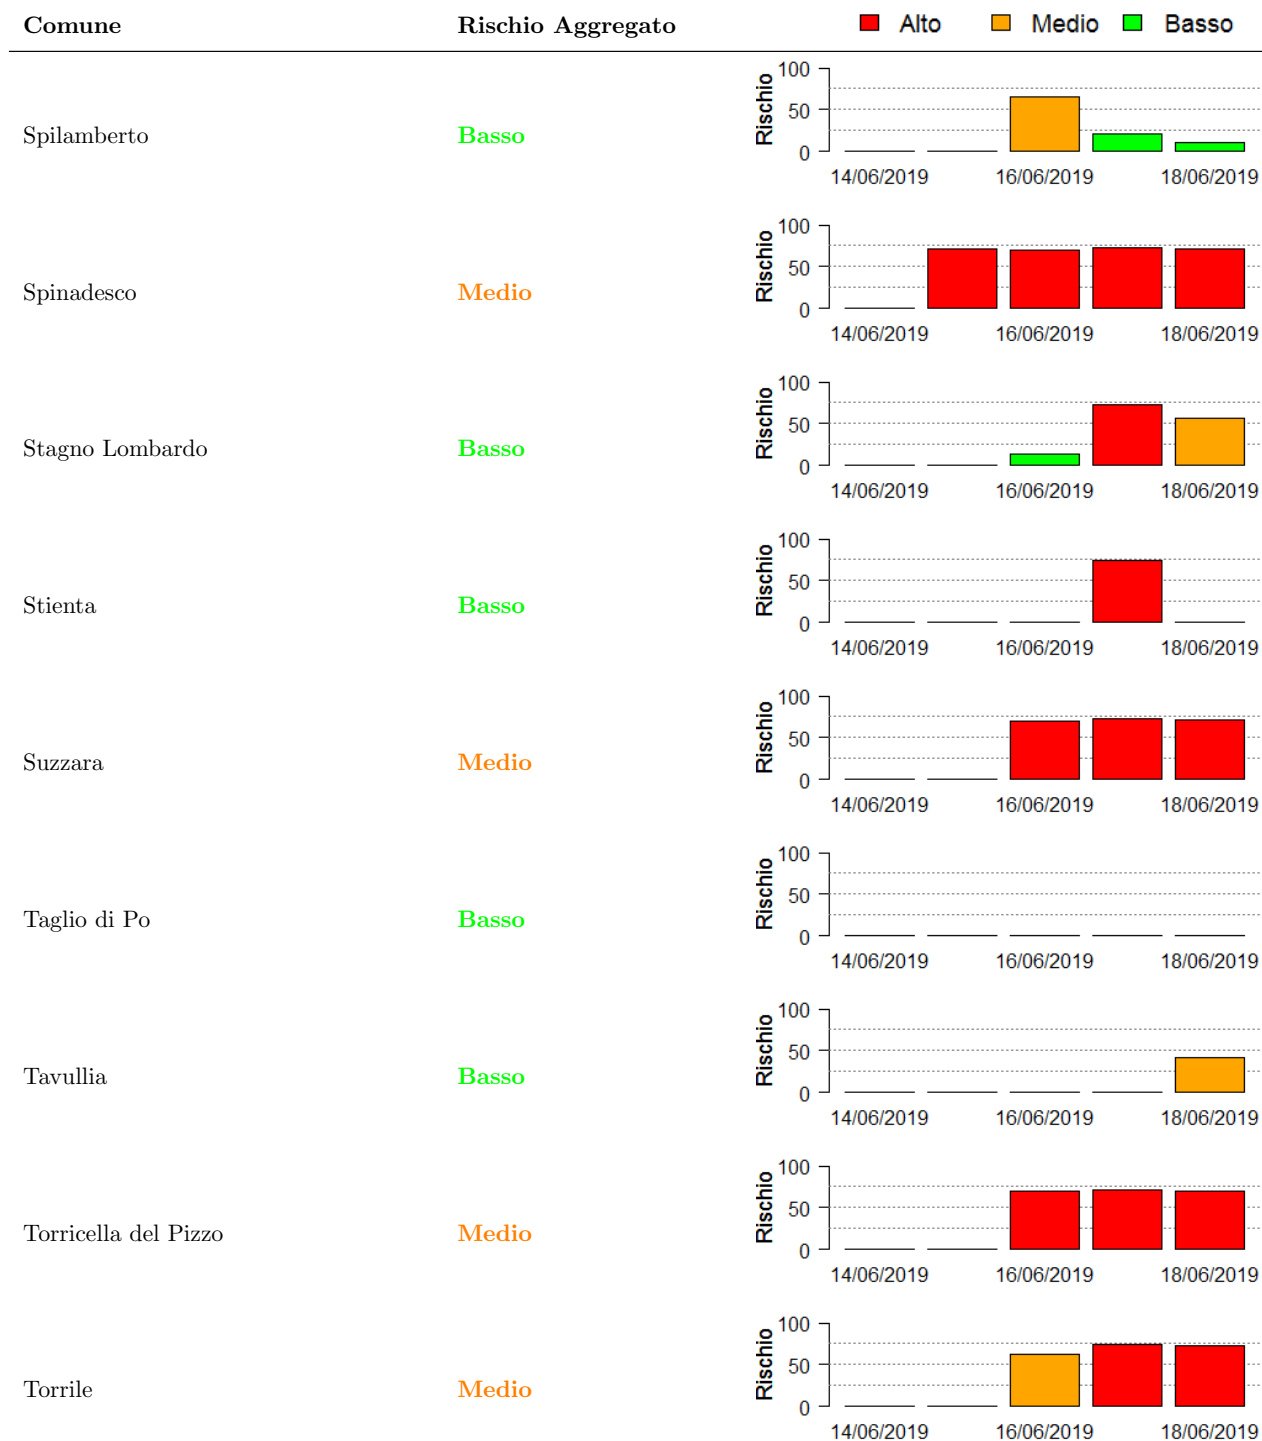 Comune Rischio Aggregato Alto Medio Basso
Spilamberto Basso
Rischio
100
50
0
14/06/2019 16/06/2019 18/06/2019
Spinadesco Medio
Rischio
100
50
0
14/06/2019 16/06/2019 18/06/2019
Stagno Lombardo Basso
Rischio
100
50
0
14/06/2019 16/06/2019 18/06/2019
Stienta Basso
Rischio
100
50
0
14/06/2019 16/06/2019 18/06/2019
Suzzara Medio
Rischio
100
50
0
14/06/2019 16/06/2019 18/06/2019
Taglio di Po Basso
Rischio
100
50
0
14/06/2019 16/06/2019 18/06/2019
Tavullia Basso
Rischio
100
50
0
14/06/2019 16/06/2019 18/06/2019
Torricella del Pizzo Medio
Rischio
100
50
0
14/06/2019 16/06/2019 18/06/2019
Torrile Medio
Rischio
100
50
0
14/06/2019 16/06/2019 18/06/2019